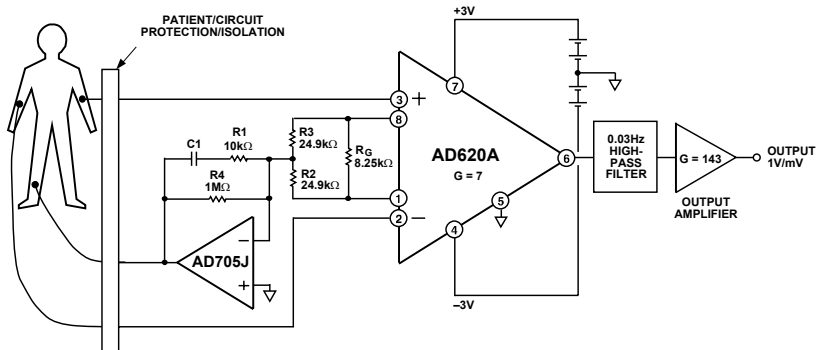 PATIENT/CIRCUIT
PROTECTION/ISOLATION
+3V
C1
R1
10kΩ
R4
1MΩ
R3
24.9kΩ
R2
24.9kΩ
RG
8.25kΩ
3
8
1
2
+
−
7
AD620A
G = 7
6
5
4
−3V
AD705J
−
+
0.03Hz
HIGH-
PASS
FILTER
G = 143
OUTPUT
AMPLIFIER
OUTPUT
1V/mV